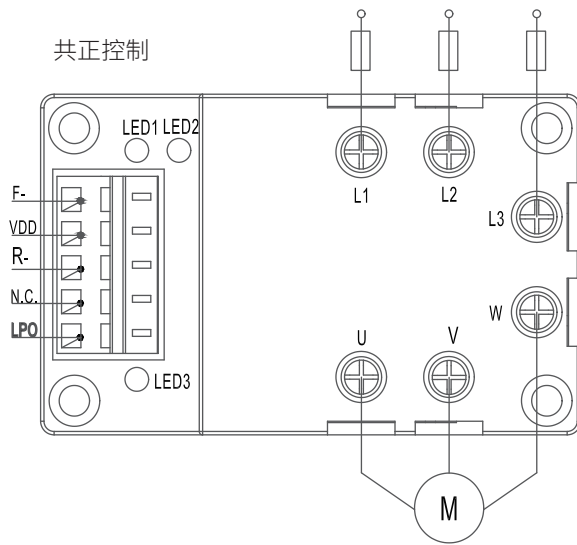 共正控制
LED1 LED2
L1
L2
L3
F-
VDD
R-
N.C.
LPO
W
U
V
LED3
M